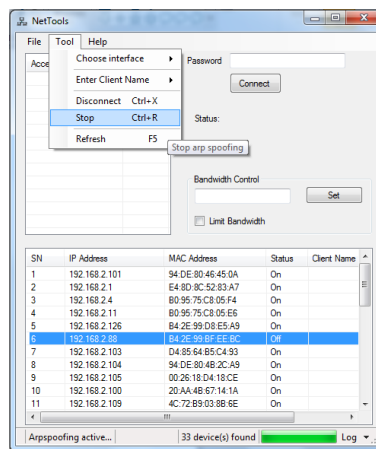 NetTools
File Tool Help
Choose interface
Enter Client Name
Disconnect Ctrl+X
Stop Ctrl+R
Refresh F5
Stop arp spoofing
Acce
Password
Connect
Status:
Bandwidth Control
Set
Limit Bandwidth
SN IP Address MAC Address Status Client Name
1 192.168.2.101 94:DE:80:46:45:0A On
2 192.168.2.1 E4:8D:8C:52:83:A7 On
3 192.168.2.4 B0:95:75:C8:05:F4 On
4 192.168.2.11 B0:95:75:C8:05:E6 On
5 192.168.2.126 B4:2E:99:D8:E5:A9 On
6 192.168.2.88 B4:2E:99:BF:EE:BC Off
7 192.168.2.103 D4:85:64:B5:C4:93 On
8 192.168.2.104 94:DE:80:4B:2C:A9 On
9 192.168.2.105 00:26:18:D4:18:CE On
10 192.168.2.100 20:AA:4B:67:14:1A On
11 192.168.2.109 4C:72:B9:03:8B:6E On
Arpspoofing active... 33 device(s) found Log